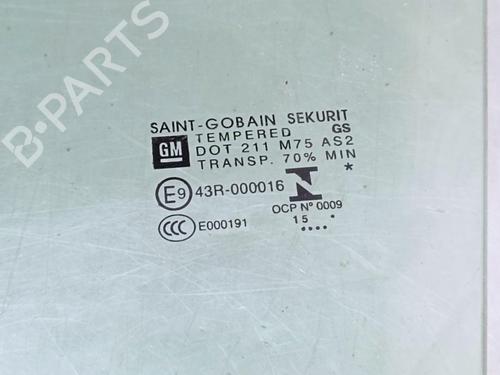 B-PARTS
SAINT-GOBAIN SEKURIT
TEMPERED GS
GM DOT 211 M75 AS2
TRANSP. 70% MIN
E9 43R-000016 N *
CCC E000191 OCP Nº 0009
15 ....